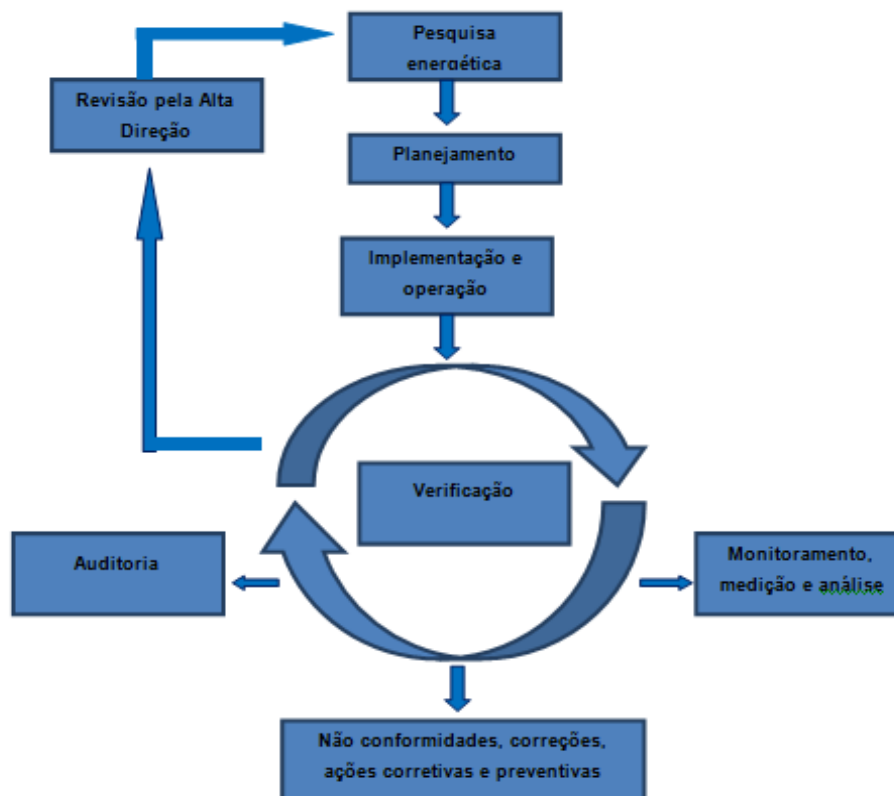 Pesquisa
energética
Revisão pela Alta
Direção
Planejamento
Implementação e
operação
Verificação
Auditoria
Monitoramento,
medição e análise
Não conformidades, correções,
ações corretivas e preventivas